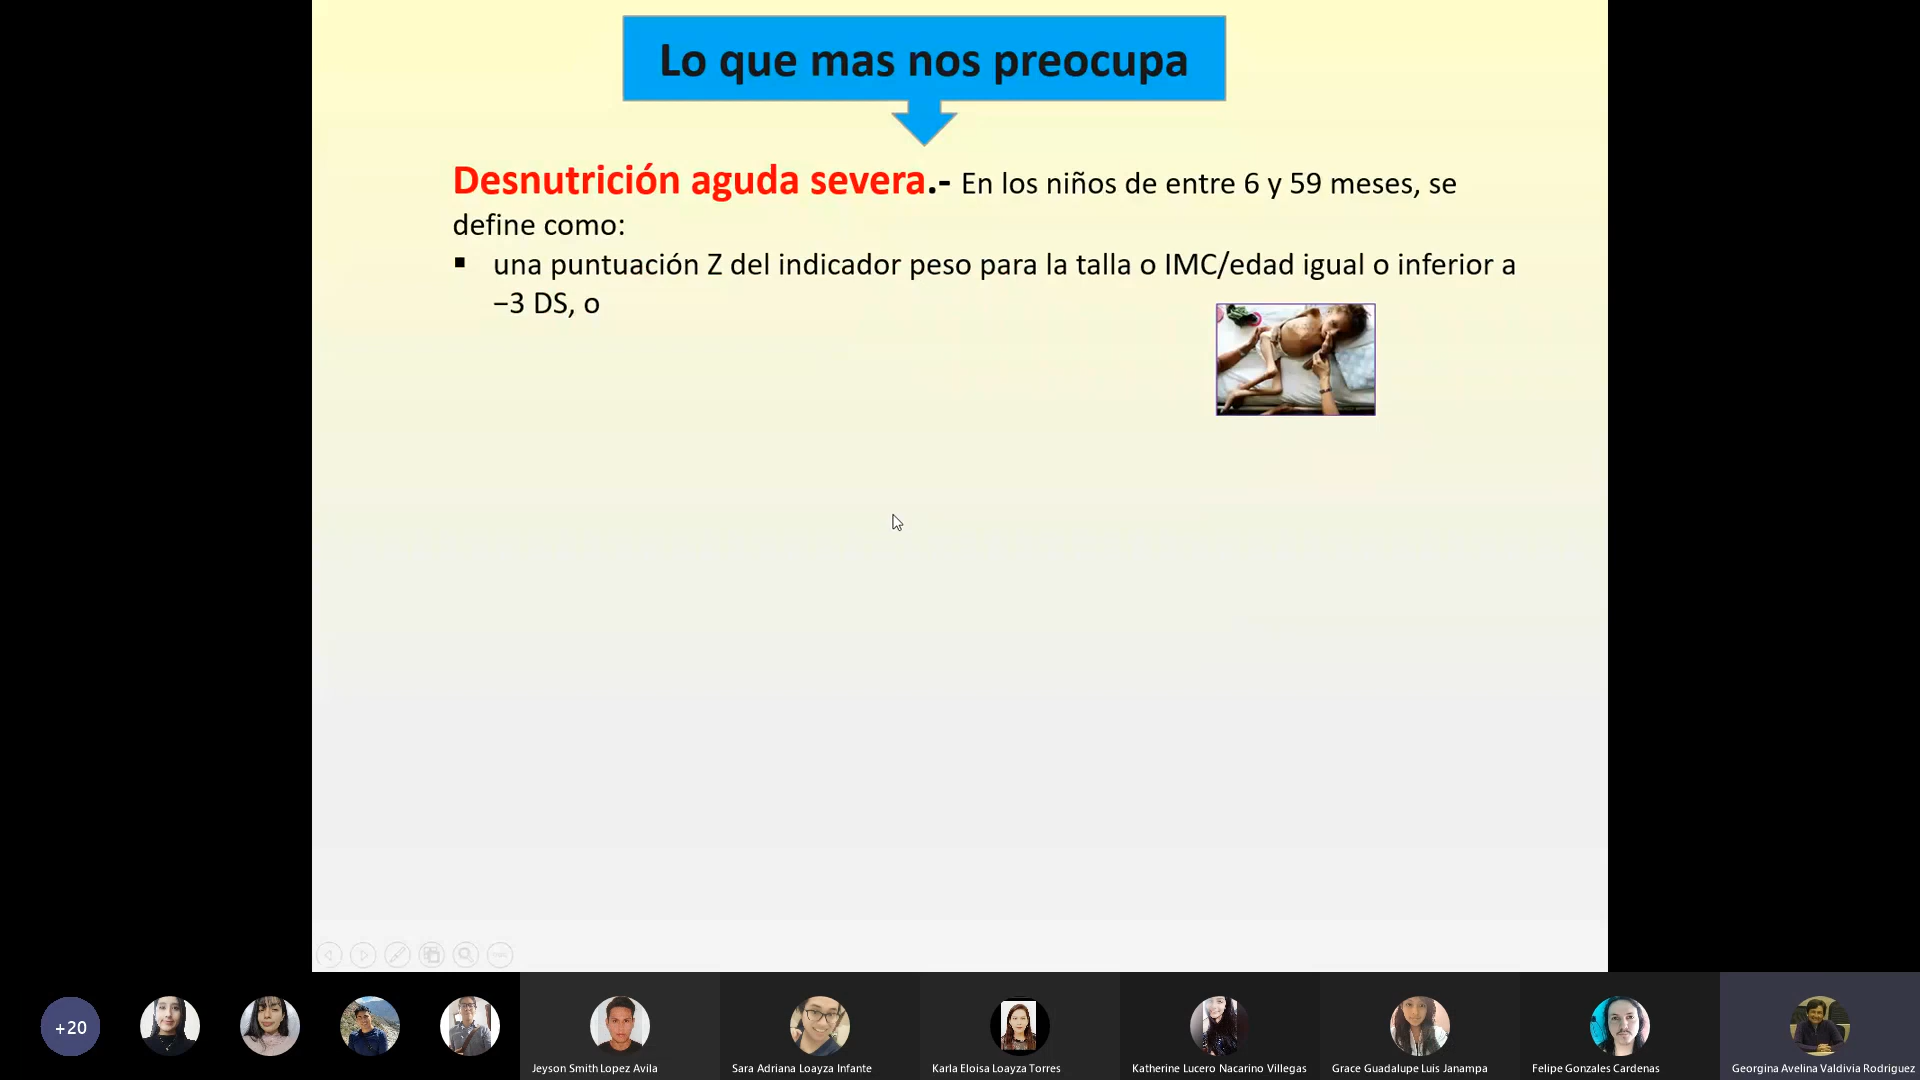 Lo que mas nos preocupa
Desnutrición aguda severa.- En los niños de entre 6 y 59 meses, se
define como:
▪ una puntuación Z del indicador peso para la talla o IMC/edad igual o inferior a
−3 DS, o
+20
Jeyson Smith Lopez Avila
Sara Adriana Loayza Infante
Karla Eloisa Loayza Torres
Katherine Lucero Nacarino Villegas
Grace Guadalupe Luis Janampa
Felipe Gonzales Cardenas
Georgina Avelina Valdivia Rodriguez